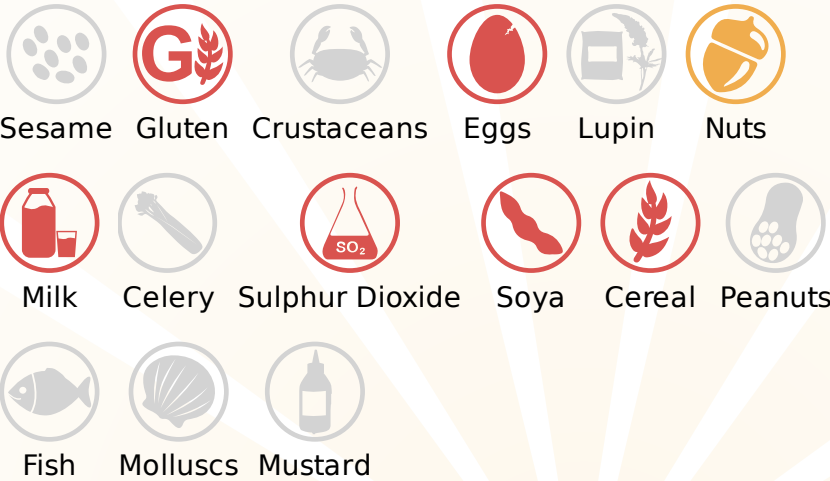 G
Sesame Gluten Crustaceans Eggs Lupin Nuts
SO₂
Milk Celery Sulphur Dioxide Soya Cereal Peanuts
Fish Molluscs Mustard